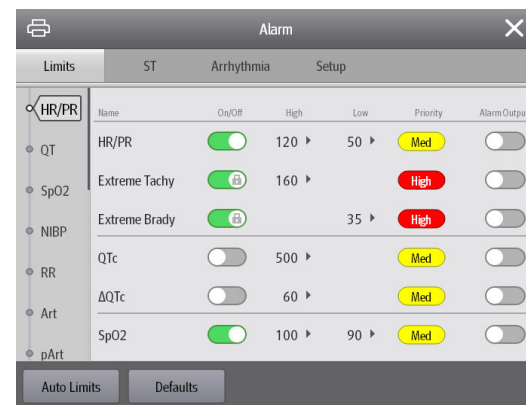 Alarm
Limits ST Arrhythmia Setup
HR/PR
QT
SpO2
NIBP
RR
Art
pArt
Name On/Off High Low Priority Alarm Outpu
HR/PR 120 50 Med
Extreme Tachy 160 High
Extreme Brady 35 High
QTc 500 Med
ΔQTc 60 Med
SpO2 100 90 Med
Auto Limits Defaults